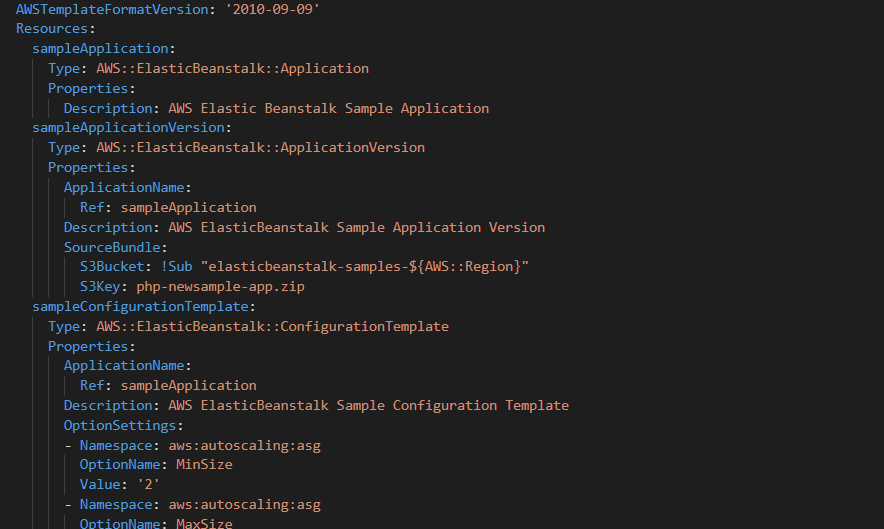 AWSTemplateFormatVersion: '2010-09-09'
Resources:
  sampleApplication:
    Type: AWS::ElasticBeanstalk::Application
    Properties:
      Description: AWS Elastic Beanstalk Sample Application
  sampleApplicationVersion:
    Type: AWS::ElasticBeanstalk::ApplicationVersion
    Properties:
      ApplicationName:
        Ref: sampleApplication
      Description: AWS ElasticBeanstalk Sample Application Version
      SourceBundle:
        S3Bucket: !Sub "elasticbeanstalk-samples-${AWS::Region}"
        S3Key: php-newsample-app.zip
  sampleConfigurationTemplate:
    Type: AWS::ElasticBeanstalk::ConfigurationTemplate
    Properties:
      ApplicationName:
        Ref: sampleApplication
      Description: AWS ElasticBeanstalk Sample Configuration Template
      OptionSettings:
      - Namespace: aws:autoscaling:asg
        OptionName: MinSize
        Value: '2'
      - Namespace: aws:autoscaling:asg
        OptionName: MaxSize